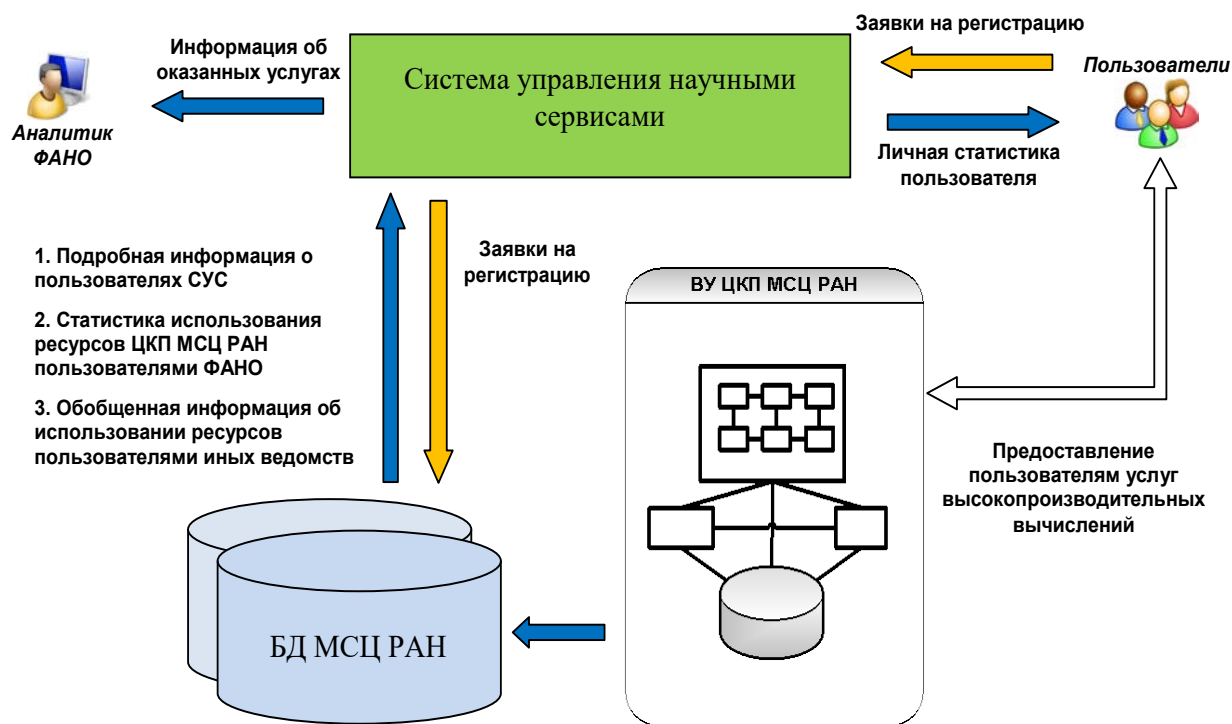 Информация об
оказанных услугах
Аналитик
ФАНО
Система управления научными
сервисами
Заявки на регистрацию
Пользователи
Личная статистика
пользователя
1. Подробная информация о
пользователях СУС
2. Статистика использования
ресурсов ЦКП МСЦ РАН
пользователями ФАНО
3. Обобщенная информация об
использовании ресурсов
пользователями иных ведомств
Заявки на
регистрацию
ВУ ЦКП МСЦ РАН
Предоставление
пользователям услуг
высокопроизводительных
вычислений
БД МСЦ РАН